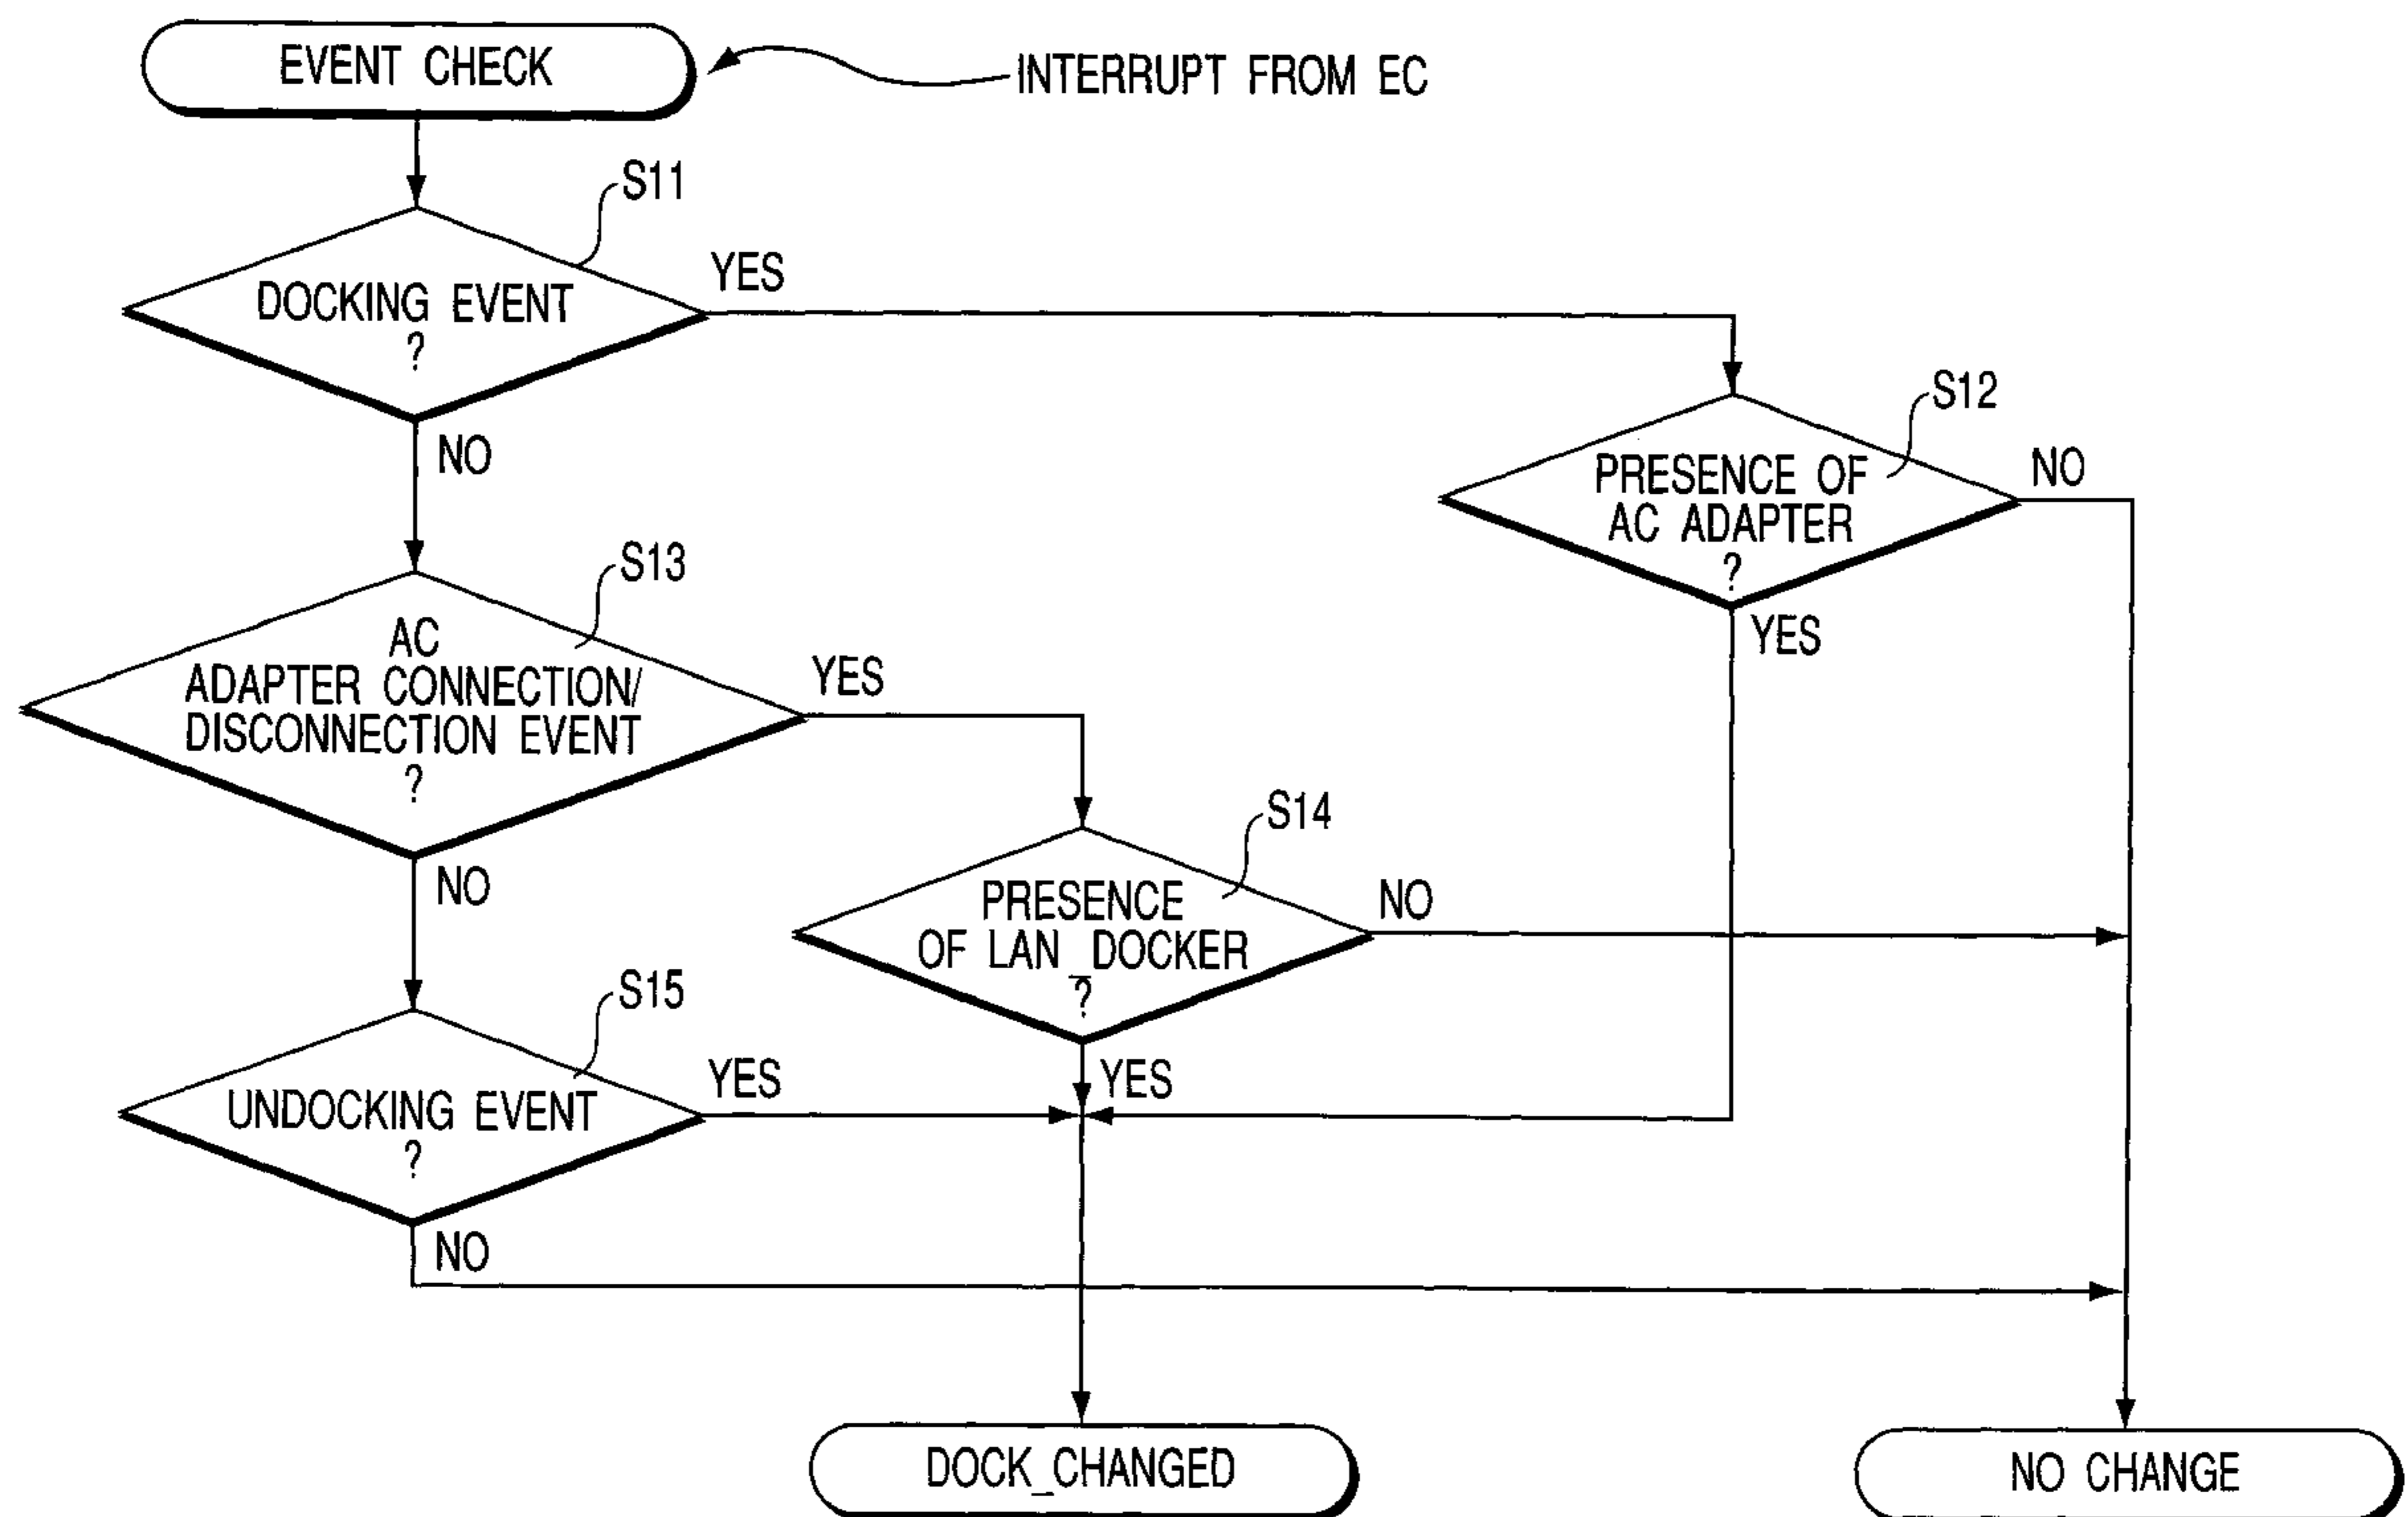 EVENT CHECK
INTERRUPT FROM EC
S11
DOCKING EVENT
?
YES
NO
S12
PRESENCE OF
AC ADAPTER
?
NO
YES
S13
AC
ADAPTER CONNECTION/
DISCONNECTION EVENT
?
YES
NO
S14
PRESENCE
OF LAN_DOCKER
?
NO
YES
S15
UNDOCKING EVENT
?
YES
NO
DOCK_CHANGED
NO CHANGE